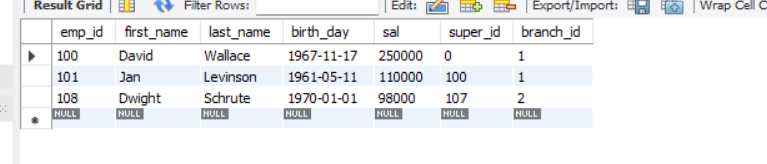 Result Grid Filter Rows: Edit: Export/Import: Wrap Cell C
emp_id first_name last_name birth_day sal super_id branch_id
100 David Wallace 1967-11-17 250000 0 1
101 Jan Levinson 1961-05-11 110000 100 1
108 Dwight Schrute 1970-01-01 98000 107 2
NULL NULL NULL NULL NULL NULL NULL